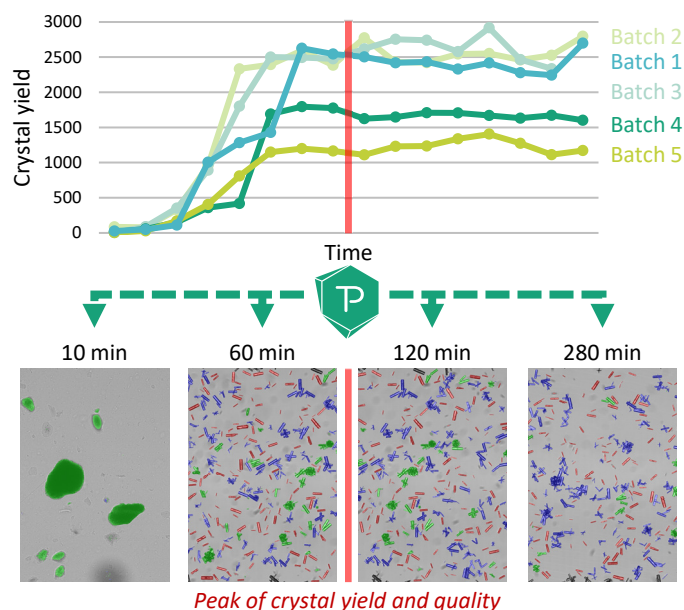 3000
2500
2000
1500
1000
500
0
Crystal yield
Batch 2
Batch 1
Batch 3
Batch 4
Batch 5
Time
TP
10 min
60 min
120 min
280 min
Peak of crystal yield and quality